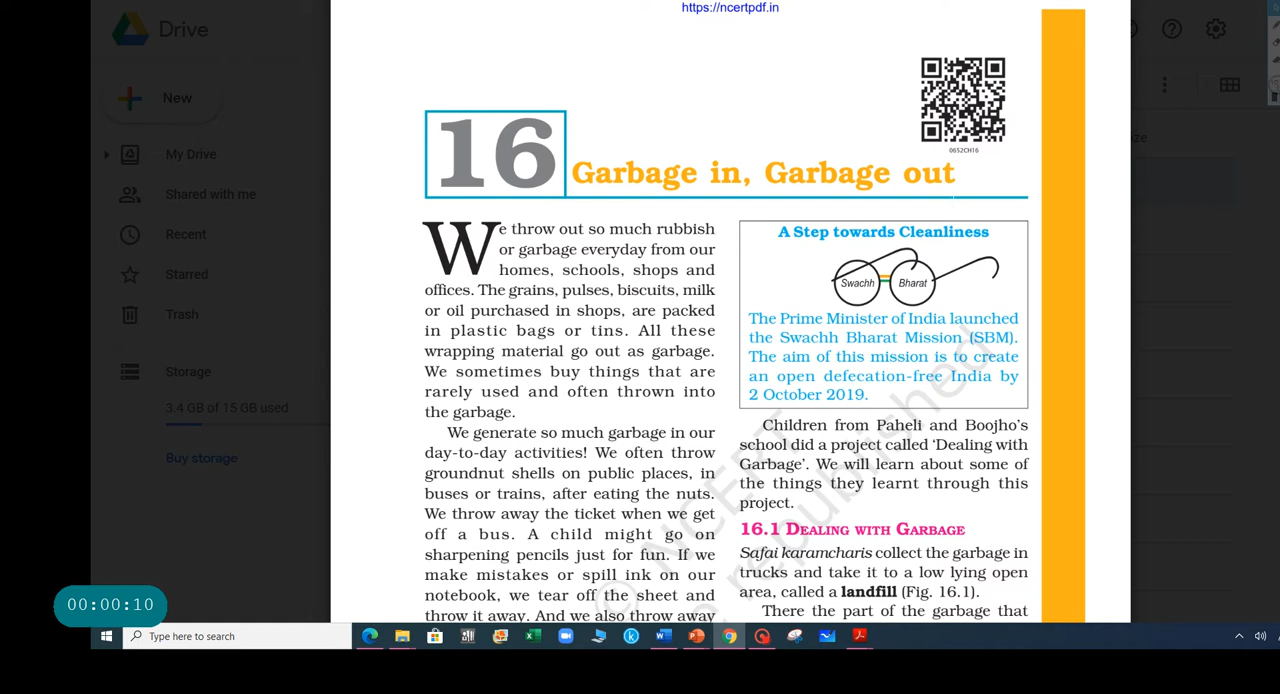 https://ncertpdf.in
Drive
New
My Drive
Shared with me
Recent
Starred
Trash
Storage
3.4 GB of 15 GB used
Buy storage
0652CH16
16
Garbage in, Garbage out
We throw out so much rubbish
or garbage everyday from our
homes, schools, shops and
offices. The grains, pulses, biscuits, milk
or oil purchased in shops, are packed
in plastic bags or tins. All these
wrapping material go out as garbage.
We sometimes buy things that are
rarely used and often thrown into
the garbage.
We generate so much garbage in our
day-to-day activities! We often throw
groundnut shells on public places, in
buses or trains, after eating the nuts.
We throw away the ticket when we get
off a bus. A child might go on
sharpening pencils just for fun. If we
make mistakes or spill ink on our
notebook, we tear off the sheet and
throw it away. And we also throw away
A Step towards Cleanliness
Swachh Bharat
The Prime Minister of India launched
the Swachh Bharat Mission (SBM).
The aim of this mission is to create
an open defecation-free India by
2 October 2019.
Children from Paheli and Boojho's
school did a project called 'Dealing with
Garbage'. We will learn about some of
the things they learnt through this
project.
16.1 DEALING WITH GARBAGE
Safai karamcharis collect the garbage in
trucks and take it to a low lying open
area, called a landfill (Fig. 16.1).
There the part of the garbage that
© NCERT
republished
00:00:10
Type here to search